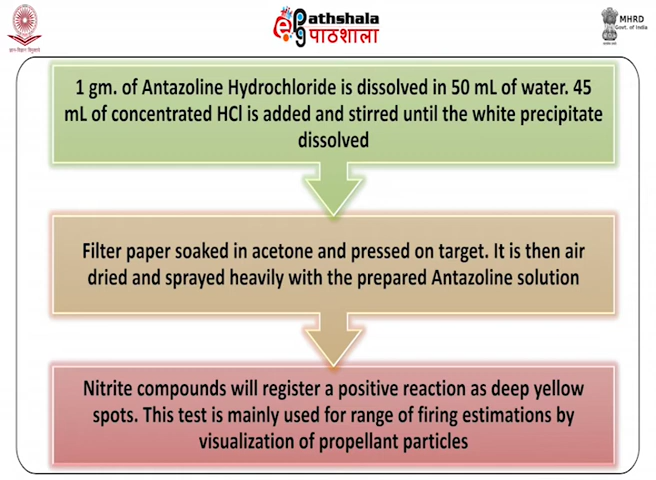 ePathshala
पाठशाला
MHRD
Govt. of India
1 gm. of Antazoline Hydrochloride is dissolved in 50 mL of water. 45
mL of concentrated HCl is added and stirred until the white precipitate
dissolved
Filter paper soaked in acetone and pressed on target. It is then air
dried and sprayed heavily with the prepared Antazoline solution
Nitrite compounds will register a positive reaction as deep yellow
spots. This test is mainly used for range of firing estimations by
visualization of propellant particles